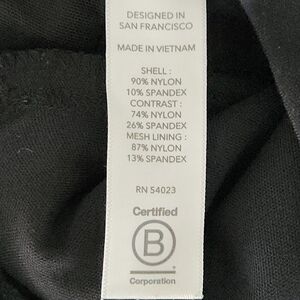 DESIGNED IN
SAN FRANCISCO
MADE IN VIETNAM
SHELL :
90% NYLON
10% SPANDEX
CONTRAST :
74% NYLON
26% SPANDEX
MESH LINING :
87% NYLON
13% SPANDEX
RN 54023
Certified
B
Corporation